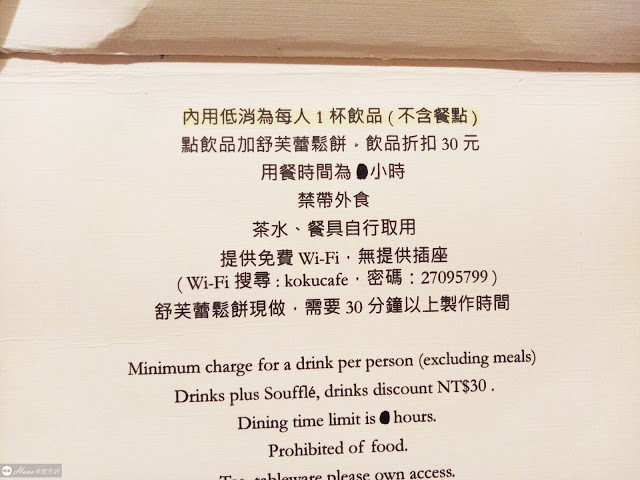 內用低消為每人 1 杯飲品 ( 不含餐點 )
點飲品加舒芙蕾鬆餅，飲品折扣 30 元
用餐時間為 小時
禁帶外食
茶水、餐具自行取用
提供免費 Wi-Fi，無提供插座
( Wi-Fi 搜尋 : kokucafe，密碼：27095799 )
舒芙蕾鬆餅現做，需要 30 分鐘以上製作時間
Minimum charge for a drink per person (excluding meals)
Drinks plus Soufflé, drinks discount NT$30 .
Dining time limit is hours.
Prohibited of food.
Tea, tableware please own access.